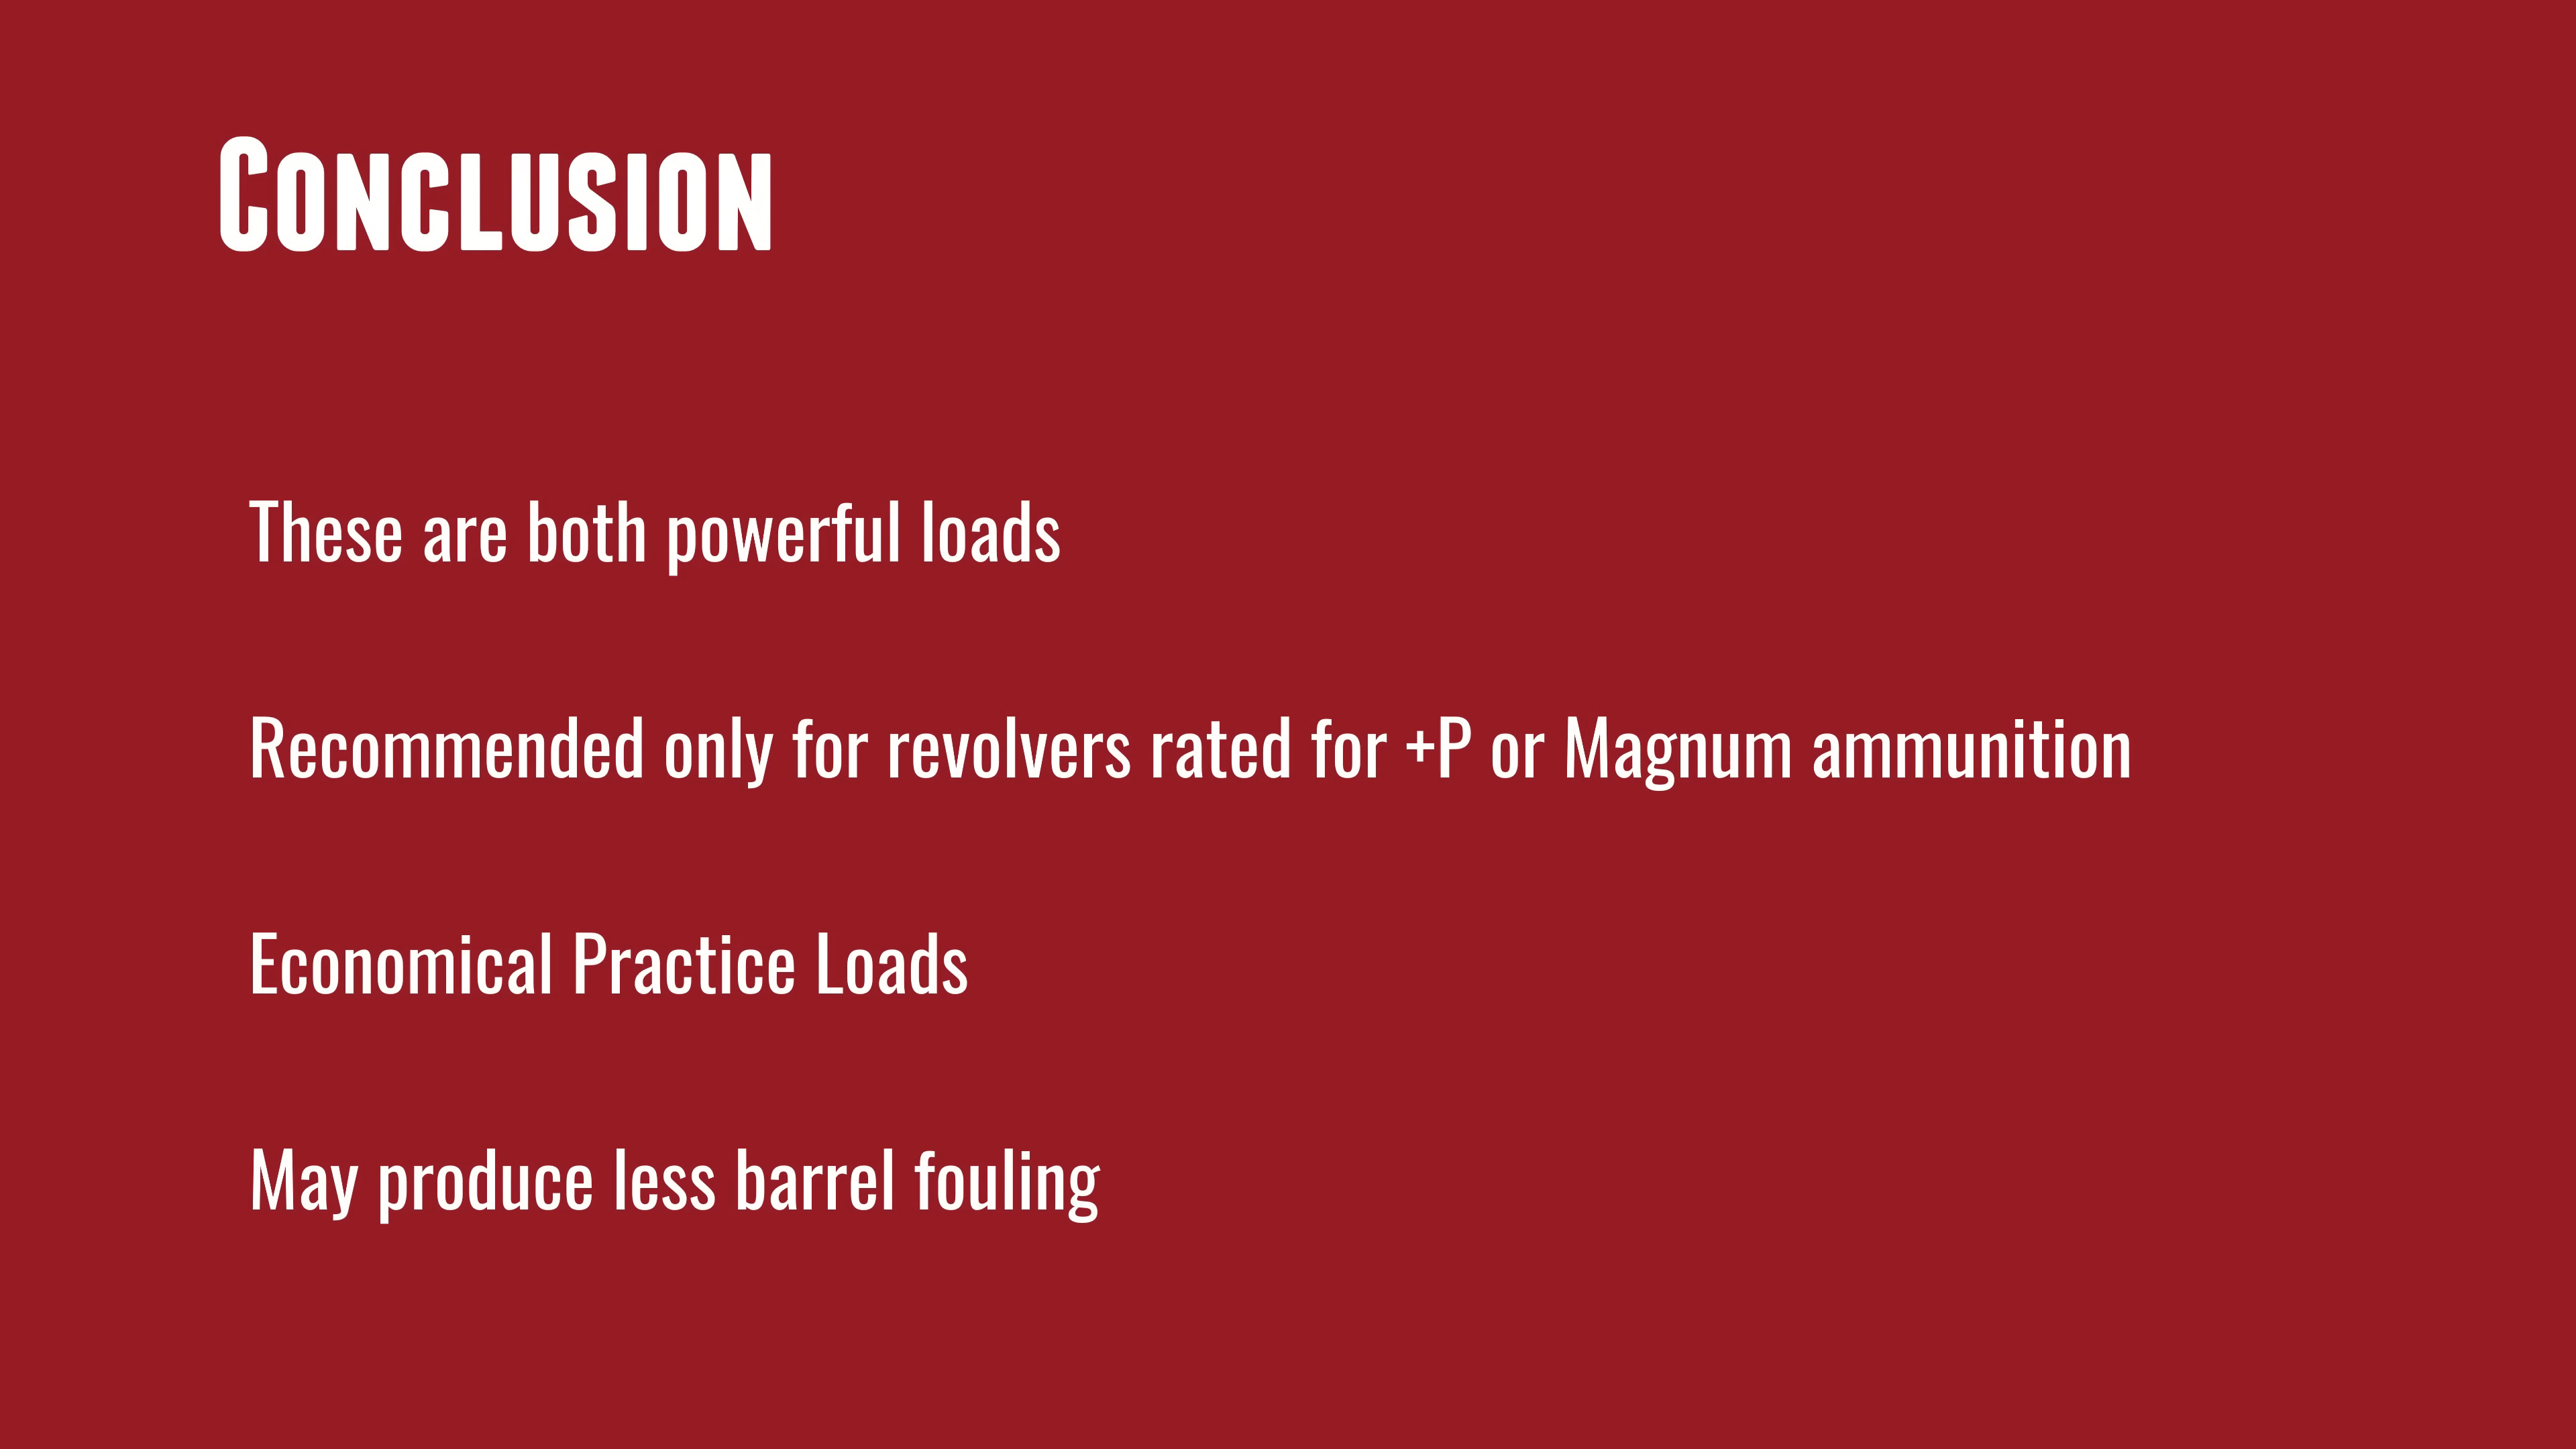 Conclusion
These are both powerful loads
Recommended only for revolvers rated for +P or Magnum ammunition
Economical Practice Loads
May produce less barrel fouling